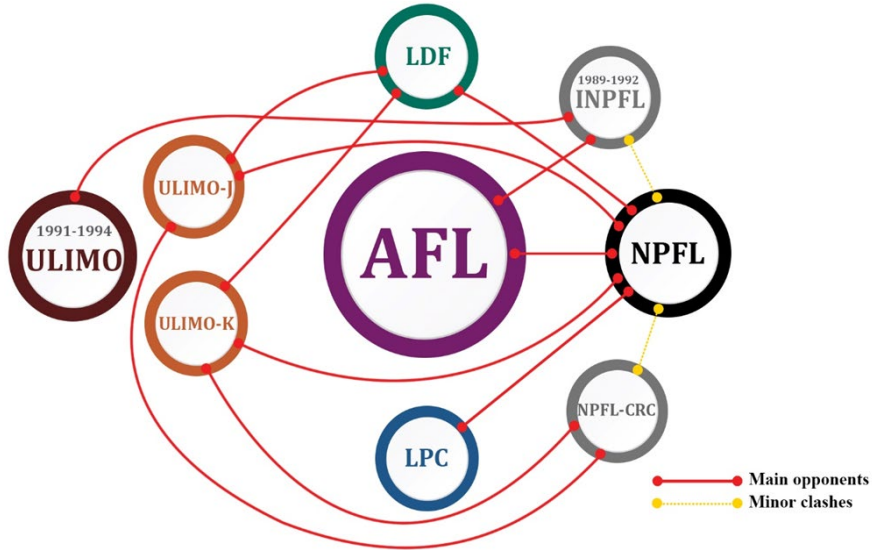 LDF
1989-1992
INPFL
ULIMO-J
1991-1994
ULIMO
AFL
NPFL
ULIMO-K
NPFL-CRC
LPC
Main opponents
Minor clashes